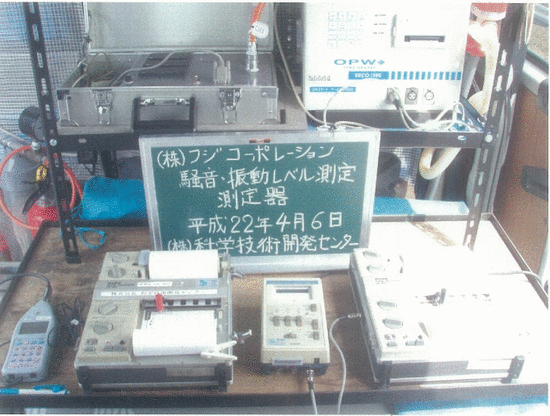 OPW
(株)フジコーポレーション
騒音・振動レベル測定
測定器
平成22年4月6日
(株)科学技術開発センター